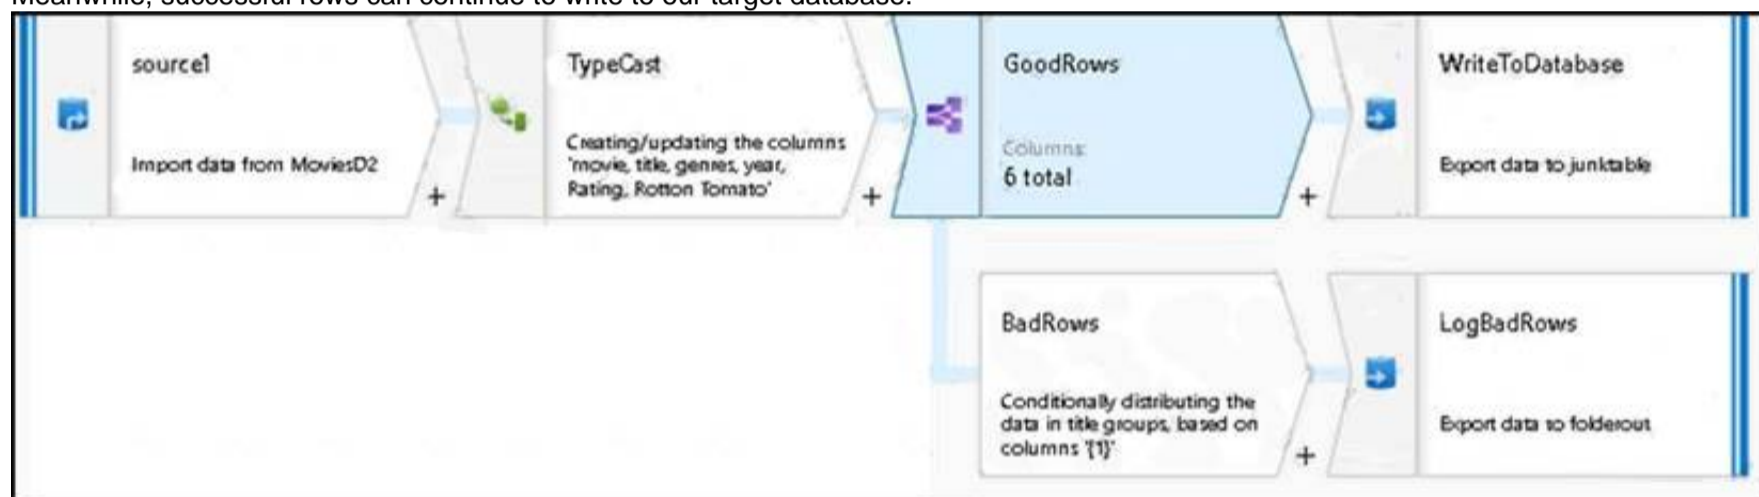 Meanwhile, successful rows can continue to write to our target database.
source1
Import data from MoviesD2
+
TypeCast
Creating/updating the columns
'movie, title, genres, year,
Rating, Rotton Tomato'
+
GoodRows
Columns:
6 total
+
WriteToDatabase
Export data to junktable
BadRows
Conditionally distributing the
data in title groups, based on
columns '{1}'
+
LogBadRows
Export data to folderout